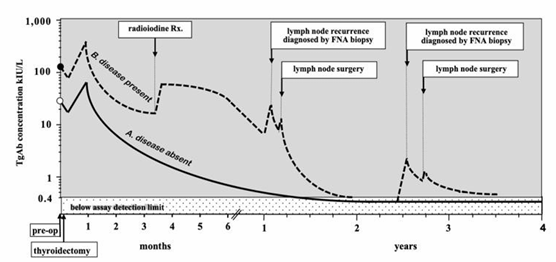 TgAb concentration kIU/L
1,000
100
10
1
0.4
radioiodine Rx.
lymph node recurrence
diagnosed by FNA biopsy
lymph node surgery
lymph node recurrence
diagnosed by FNA biopsy
lymph node surgery
B. disease present
A. disease absent
below assay detection limit
1 2 3 4 5 6 1 2 3 4
pre-op
thyroidectomy
months
years